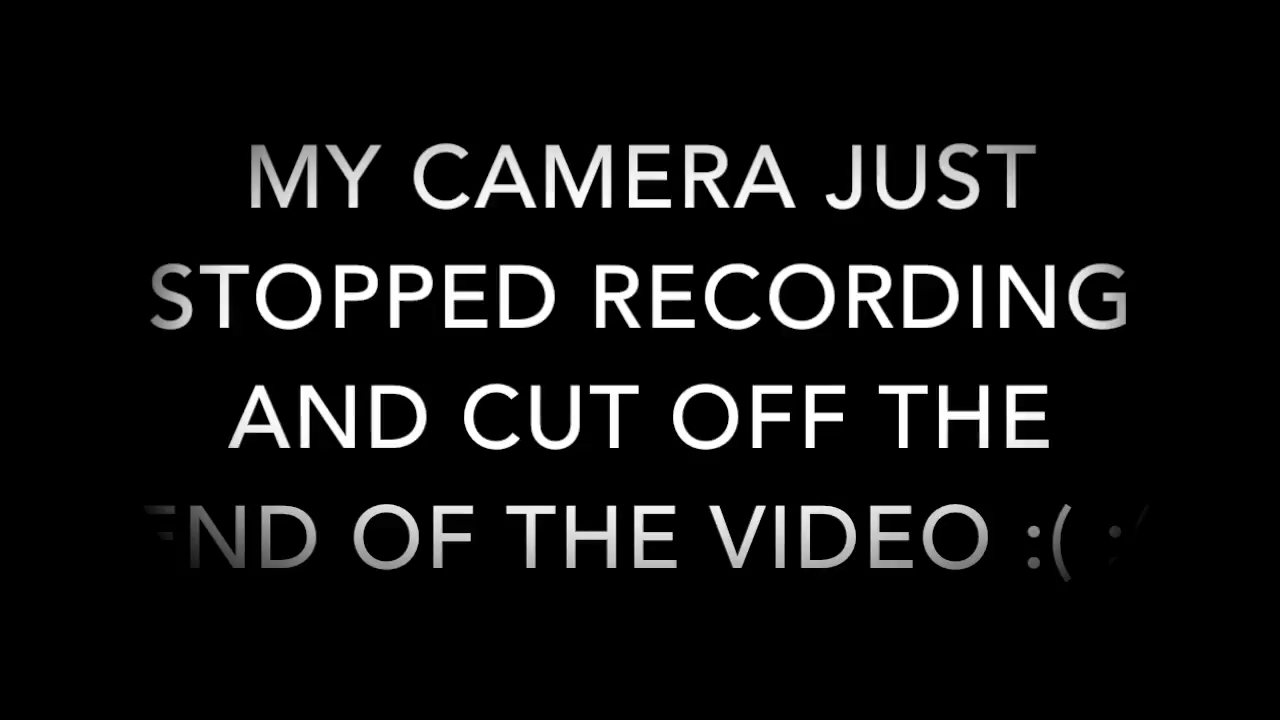 MY CAMERA JUST
STOPPED RECORDING
AND CUT OFF THE
END OF THE VIDEO :( :(